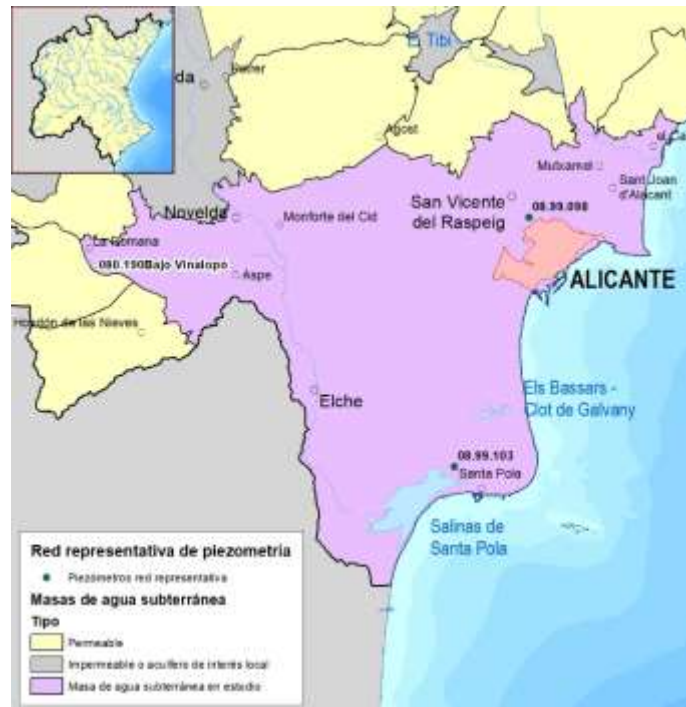 El Tibi
Agost
Mutxamel
San Vicente
del Raspeig
08.99.098
Sant Joan
d'Alacant
Novelda
Monforte del Cid
La Romana
080.190Bajo Vinalopo
Aspe
ALICANTE
Hondón de las Nieves
Elche
Els Bassars -
Clot de Galvany
08.99.103
Santa Pola
Salinas de
Santa Pola
Red representativa de piezometría
Piezómetros red representativa
Masas de agua subterránea
Tipo
Permeable
Impermeable o acuífero de interés local
Masa de agua subterránea en estudio